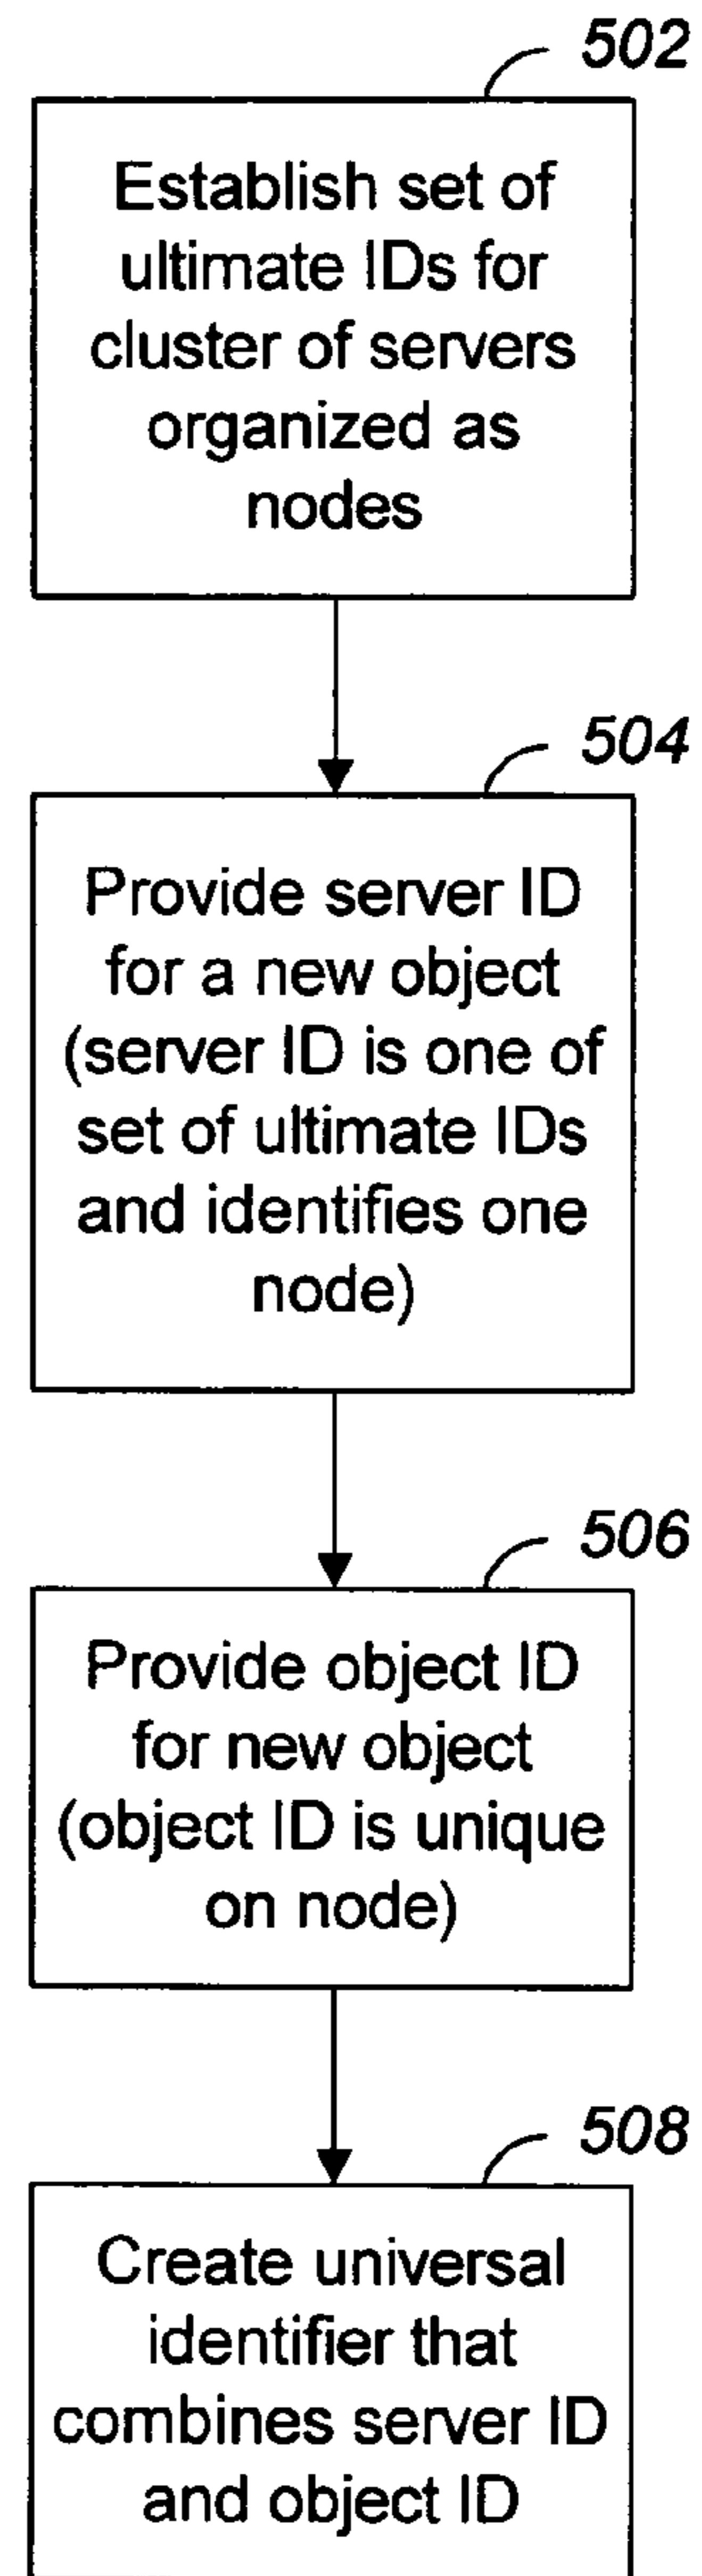 502
Establish set of
ultimate IDs for
cluster of servers
organized as
nodes
504
Provide server ID
for a new object
(server ID is one of
set of ultimate IDs
and identifies one
node)
506
Provide object ID
for new object
(object ID is unique
on node)
508
Create universal
identifier that
combines server ID
and object ID